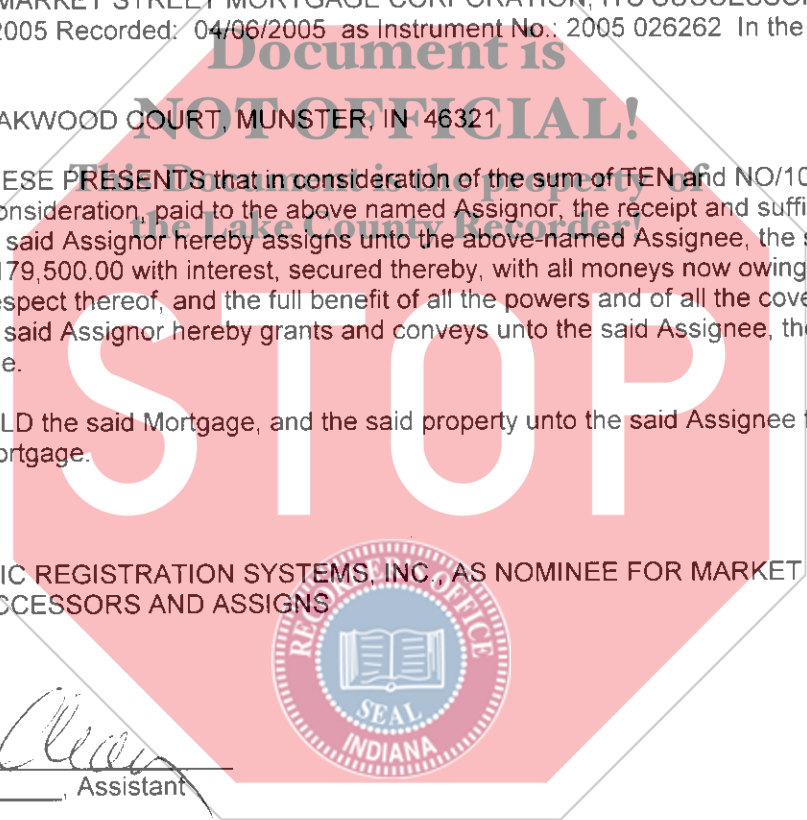 MARKET STREET MORTGAGE CORPORATION, ITS SUCCESSOR
2005 Recorded: 04/06/2005 as Instrument No.: 2005 026262 In the
Document is
AKWOOD COURT, MUNSTER, IN 46321
NOT OFFICIAL!
ESE PRESENTS that in consideration of the sum of TEN and NO/10
This Document is the property of
onsideration, paid to the above named Assignor, the receipt and suffi
the Lake County Recorder!
said Assignor hereby assigns unto the above-named Assignee, the s
179,500.00 with interest, secured thereby, with all moneys now owing
espect thereof, and the full benefit of all the powers and of all the cove
said Assignor hereby grants and conveys unto the said Assignee, the
e.
STOP
LD the said Mortgage, and the said property unto the said Assignee f
ortgage.
IC REGISTRATION SYSTEMS, INC., AS NOMINEE FOR MARKET
CCESSORS AND ASSIGNS
RECORDER OFFICE
SEAL
INDIANA
, Assistant